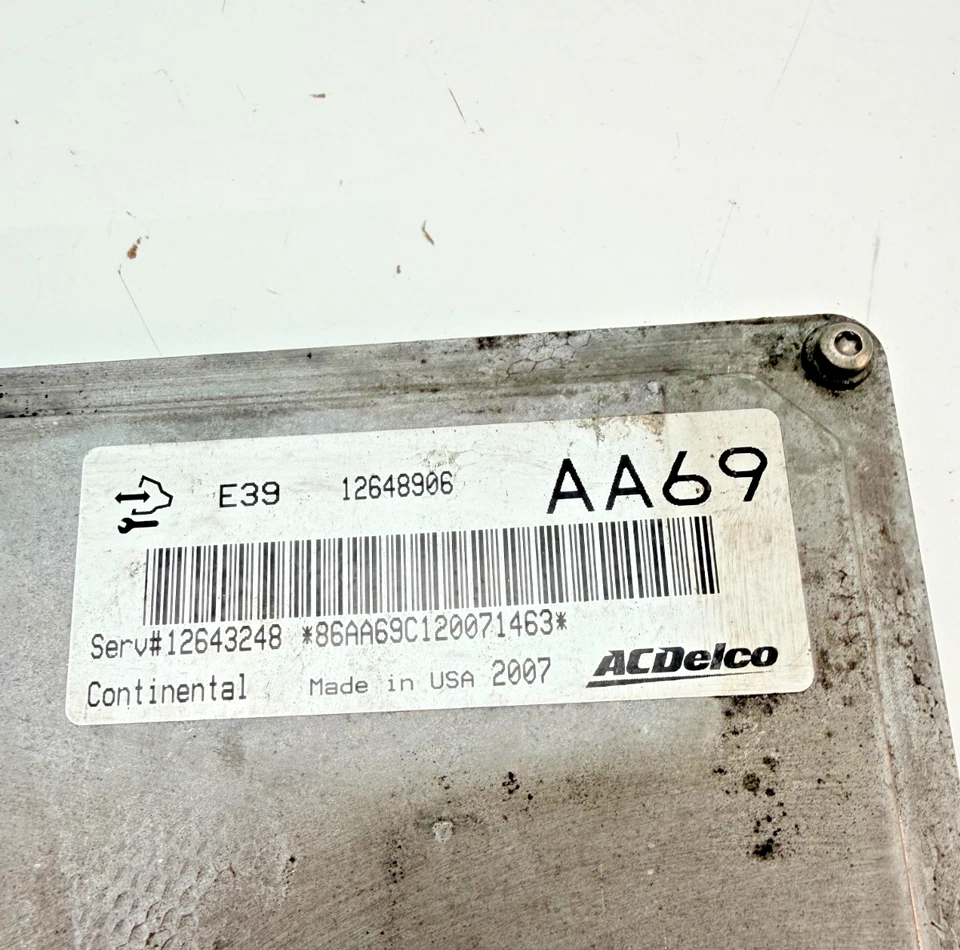 E39 12648906 AA69
Serv#12643248 *86AA69C120071463*
Continental Made in USA 2007 ACDelco